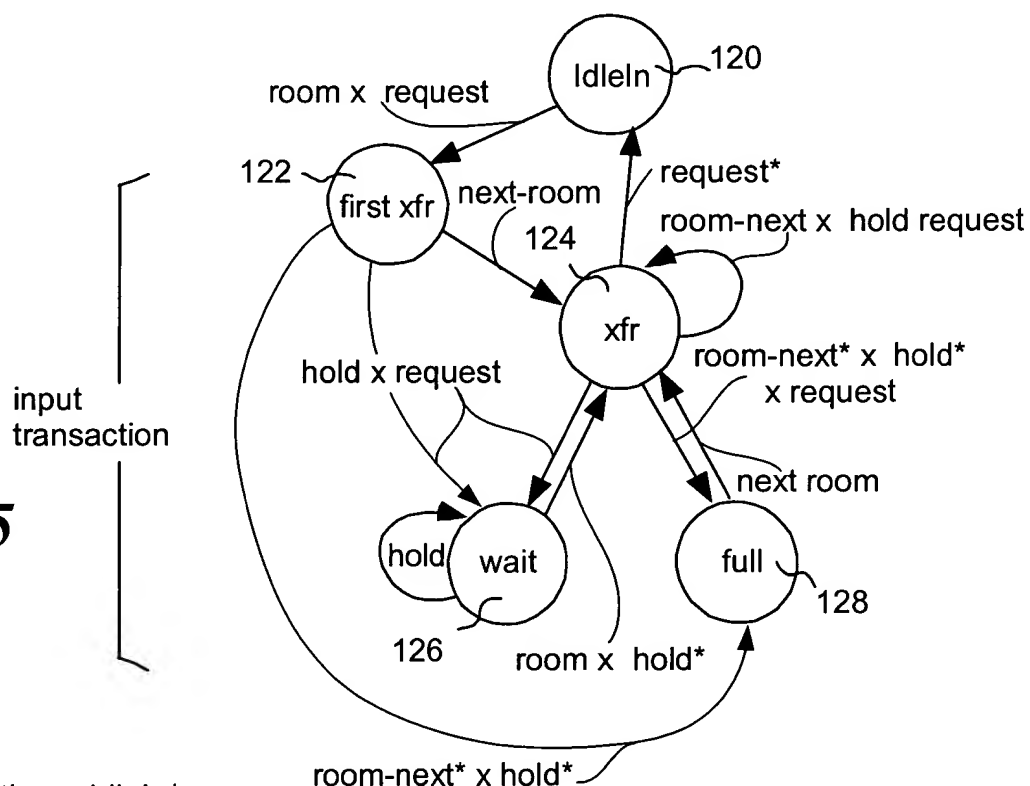 IdleIn
120
room x request
122
first xfr
next-room
124
request*
room-next x hold request
xfr
room-next* x hold*
x request
hold x request
input
transaction
next room
5
hold
wait
full
128
126
room x hold*
room-next* x hold*